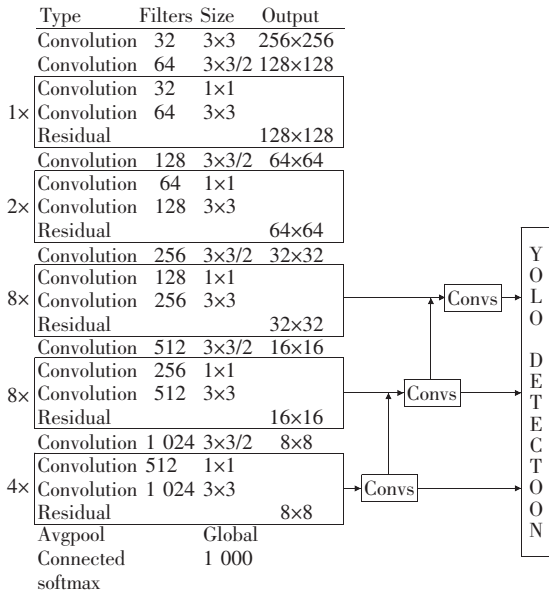 Type Filters Size Output
Convolution 32 3×3 256×256
Convolution 64 3×3/2 128×128
Convolution 32 1×1
1× Convolution 64 3×3
Residual 128×128
Convolution 128 3×3/2 64×64
Convolution 64 1×1
2× Convolution 128 3×3
Residual 64×64
Convolution 256 3×3/2 32×32
Convolution 128 1×1
8× Convolution 256 3×3
Residual 32×32
Convolution 512 3×3/2 16×16
Convolution 256 1×1
8× Convolution 512 3×3
Residual 16×16
Convolution 1 024 3×3/2 8×8
Convolution 512 1×1
4× Convolution 1 024 3×3
Residual 8×8
Avgpool Global
Connected 1 000
softmax
Convs
Convs
Convs
YOLO DETECTOON